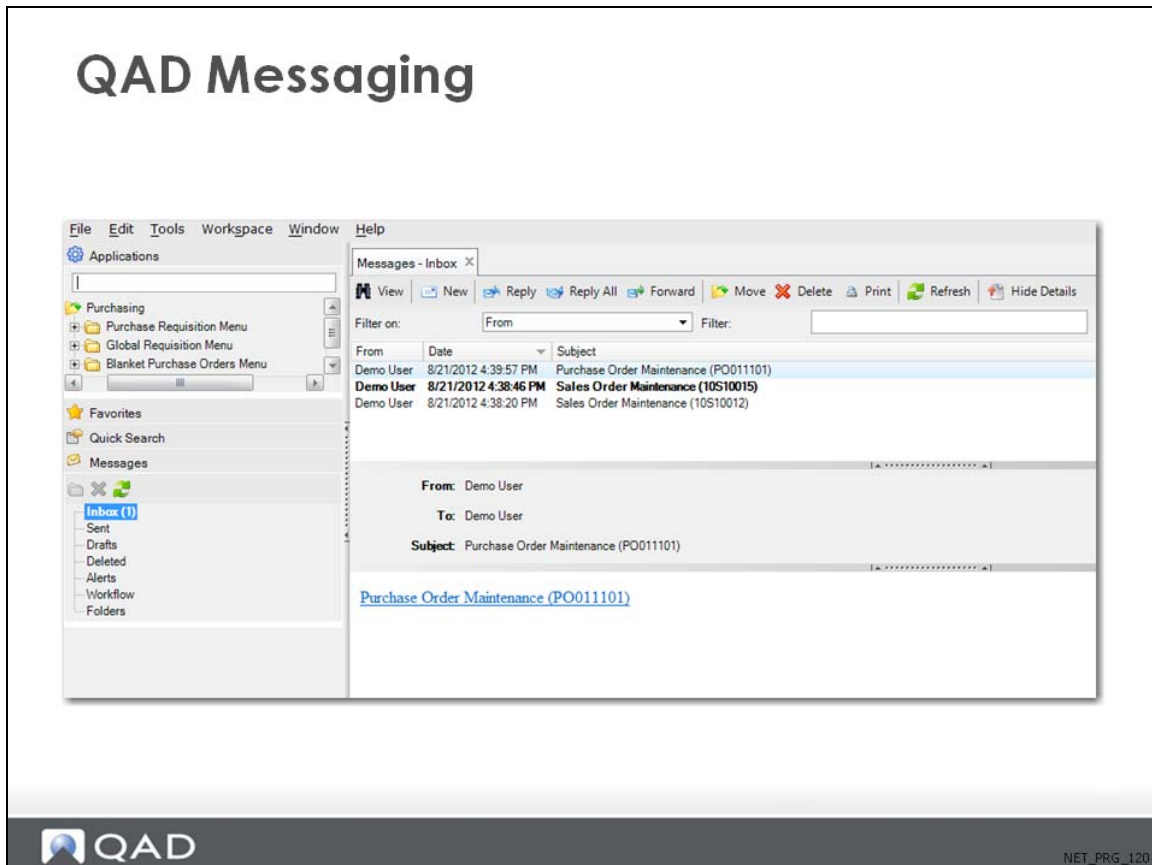 QAD Messaging
File Edit Tools Workspace Window Help
Applications
Purchasing
Purchase Requisition Menu
Global Requisition Menu
Blanket Purchase Orders Menu
Favorites
Quick Search
Messages
Inbox (1)
Sent
Drafts
Deleted
Alerts
Workflow
Folders
Messages - Inbox
View New Reply Reply All Forward Move Delete Print Refresh Hide Details
Filter on: From Filter:
From Date Subject
Demo User 8/21/2012 4:39:57 PM Purchase Order Maintenance (PO011101)
Demo User 8/21/2012 4:38:46 PM Sales Order Maintenance (10S10015)
Demo User 8/21/2012 4:38:20 PM Sales Order Maintenance (10S10012)
From: Demo User
To: Demo User
Subject: Purchase Order Maintenance (PO011101)
Purchase Order Maintenance (PO011101)
QAD
NET_PRG_120